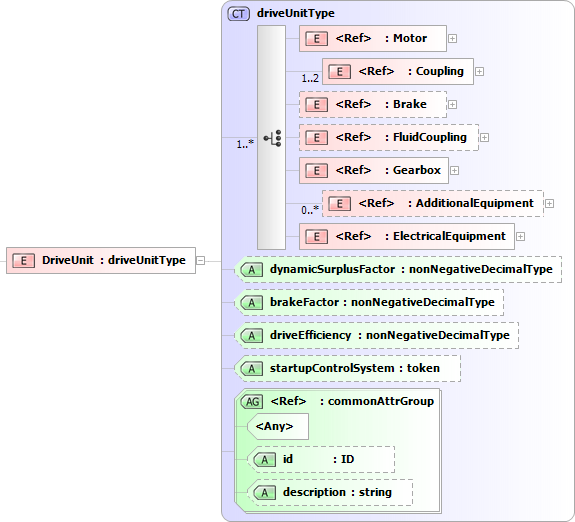 CT driveUnitType
E <Ref> : Motor
1..2 E <Ref> : Coupling
E <Ref> : Brake
E <Ref> : FluidCoupling
1..*
E <Ref> : Gearbox
0..* E <Ref> : AdditionalEquipment
E <Ref> : ElectricalEquipment
E DriveUnit : driveUnitType
A dynamicSurplusFactor : nonNegativeDecimalType
A brakeFactor : nonNegativeDecimalType
A driveEfficiency : nonNegativeDecimalType
A startupControlSystem : token
AG <Ref> : commonAttrGroup
<Any>
A id : ID
A description : string